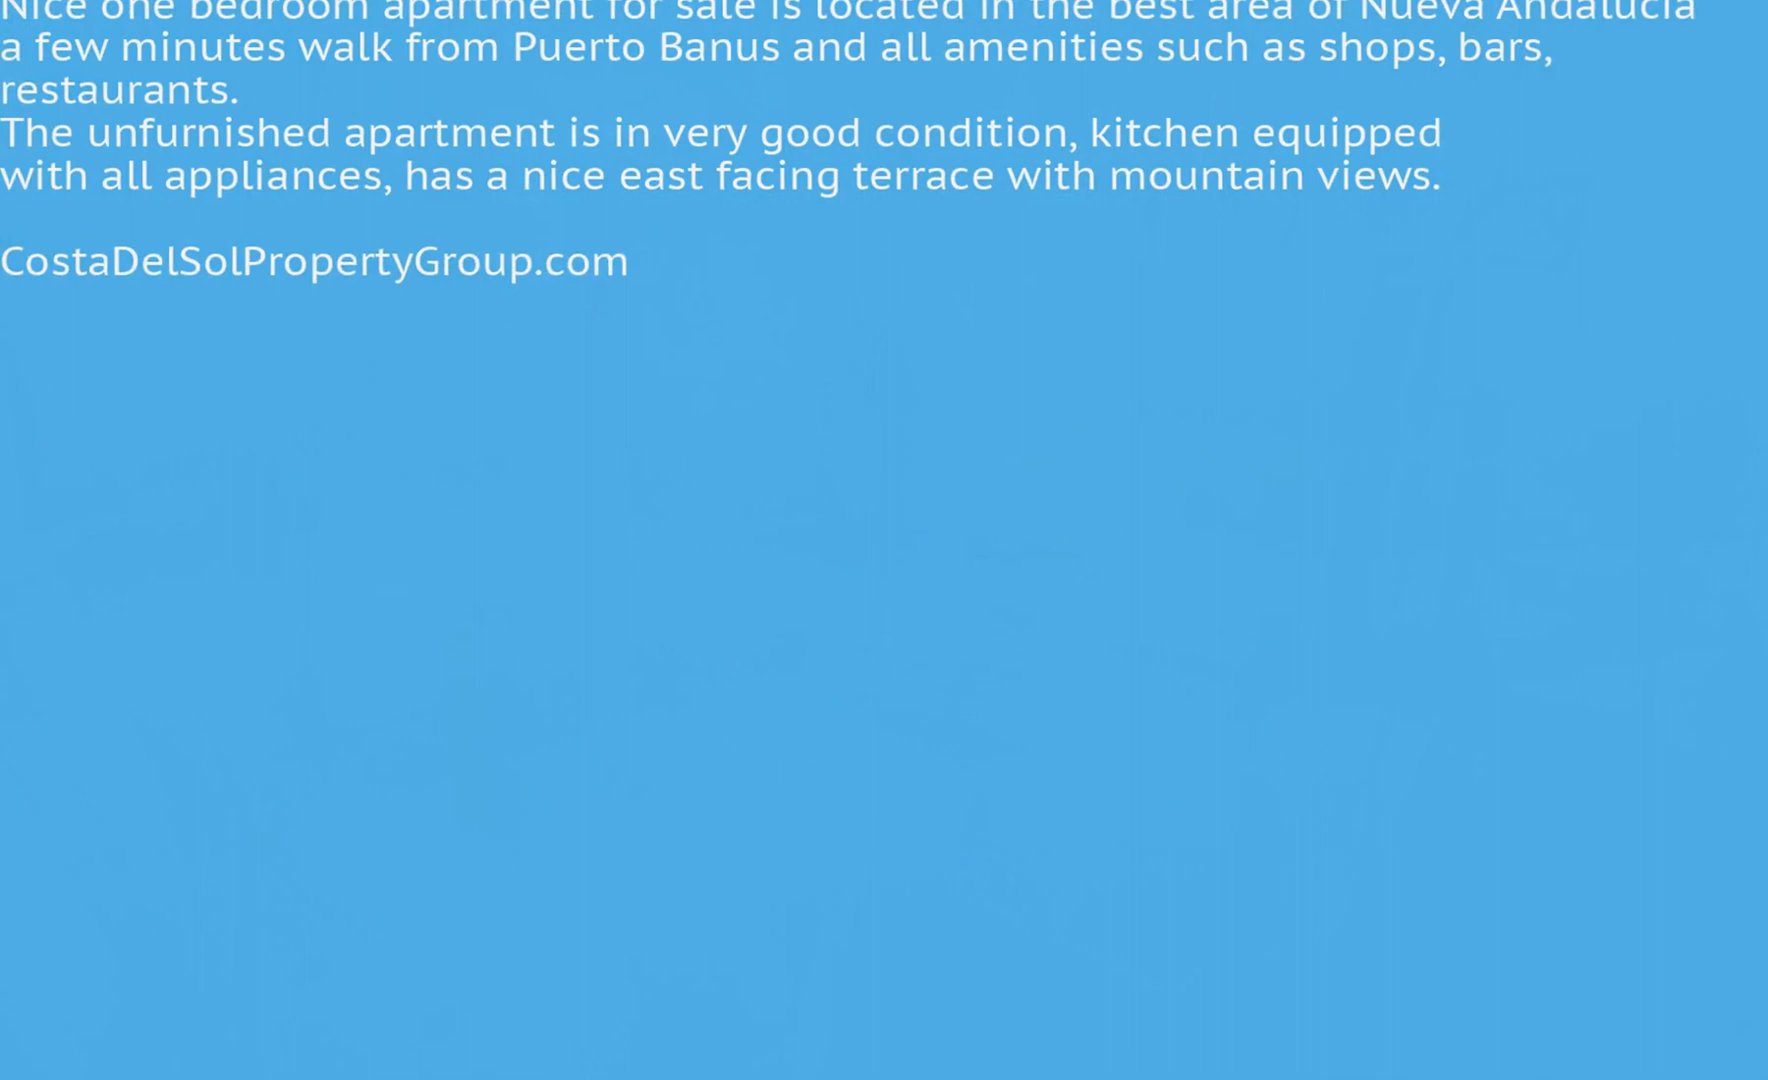 Nice one bedroom apartment for sale is located in the best area of Nueva Andalucia
a few minutes walk from Puerto Banus and all amenities such as shops, bars,
restaurants.
The unfurnished apartment is in very good condition, kitchen equipped
with all appliances, has a nice east facing terrace with mountain views.
CostaDelSolPropertyGroup.com